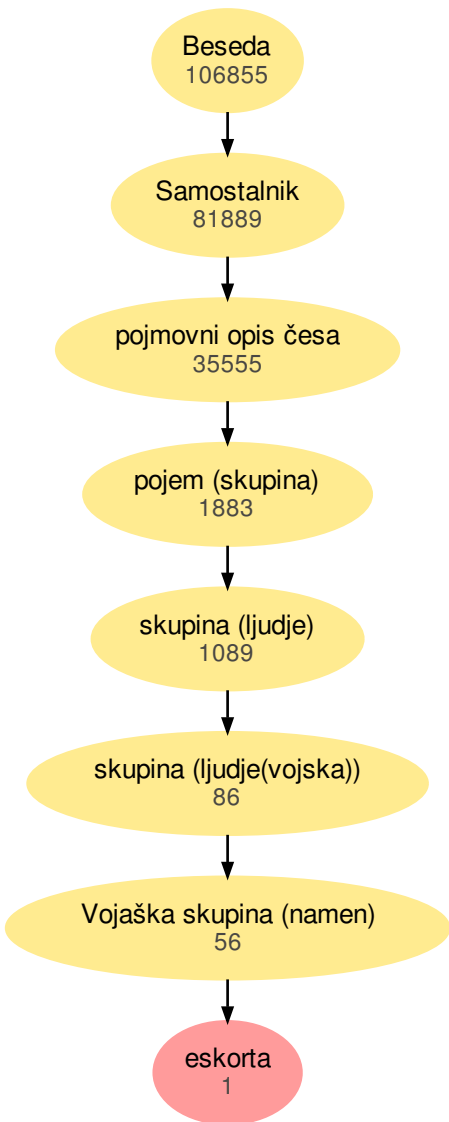 Beseda
106855
Samostalnik
81889
pojmovni opis česa
35555
pojem (skupina)
1883
skupina (ljudje)
1089
skupina (ljudje(vojska))
86
Vojaška skupina (namen)
56
eskorta
1